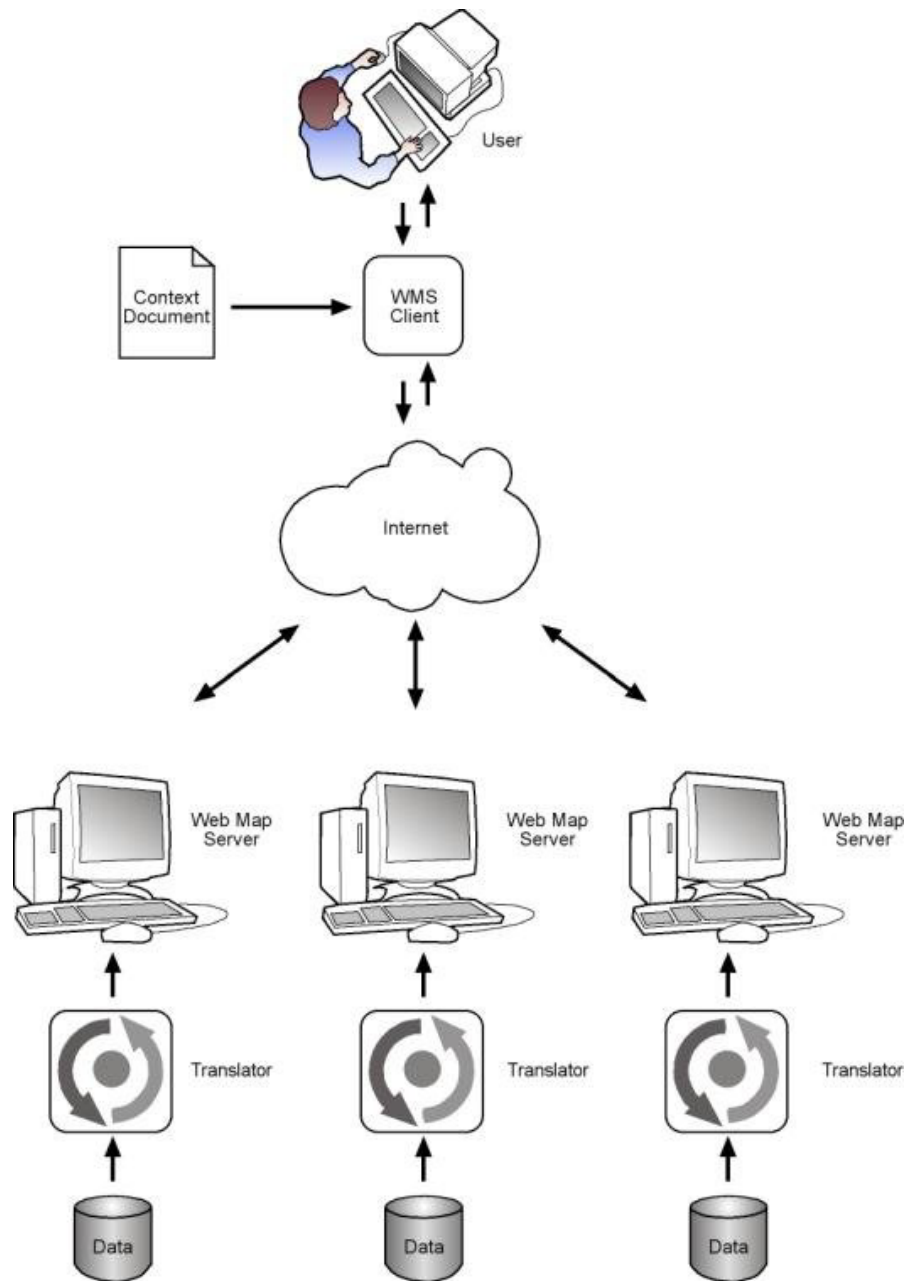 User
Context
Document
WMS
Client
Internet
Web Map
Server
Web Map
Server
Web Map
Server
Translator
Translator
Translator
Data
Data
Data